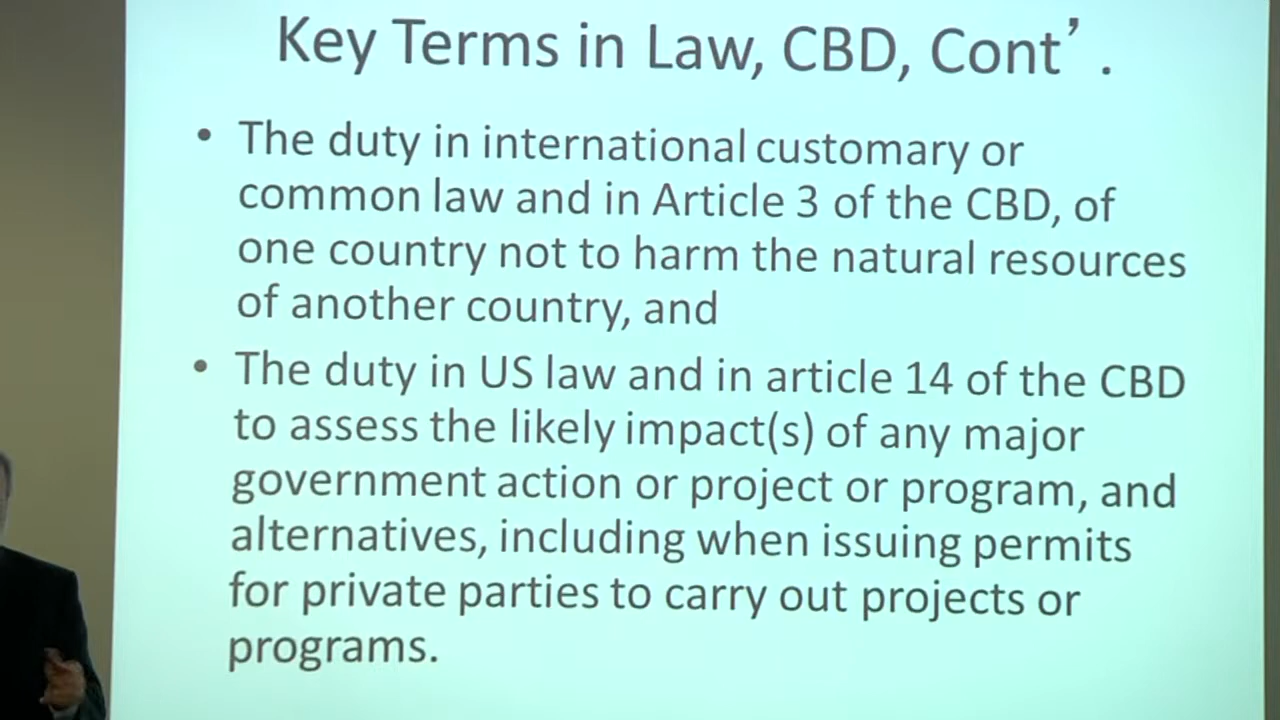 Key Terms in Law, CBD, Cont’.
• The duty in international customary or
common law and in Article 3 of the CBD, of
one country not to harm the natural resources
of another country, and
• The duty in US law and in article 14 of the CBD
to assess the likely impact(s) of any major
government action or project or program, and
alternatives, including when issuing permits
for private parties to carry out projects or
programs.